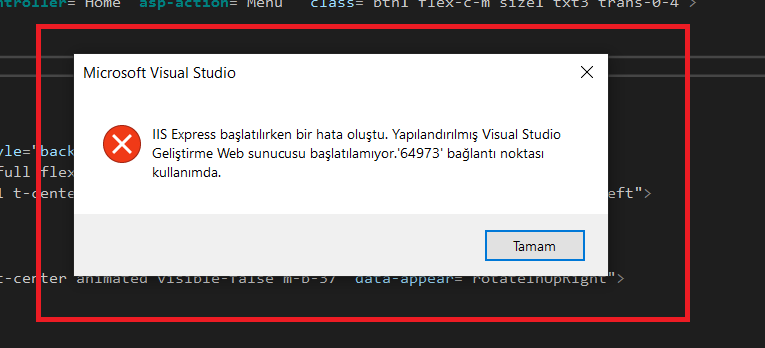 ontroller="Home" asp-action="Menu" class="btn1 flex-c-m size1 txt3 trans-0-4">
Microsoft Visual Studio
IIS Express başlatılırken bir hata oluştu. Yapılandırılmış Visual Studio
Geliştirme Web sunucusu başlatılamıyor.'64973' bağlantı noktası
kullanımda.
yle="back
full flex
l t-cente
eft">
Tamam
t-center animated visible-false m-b-37" data-appear="rotateInUpRight">